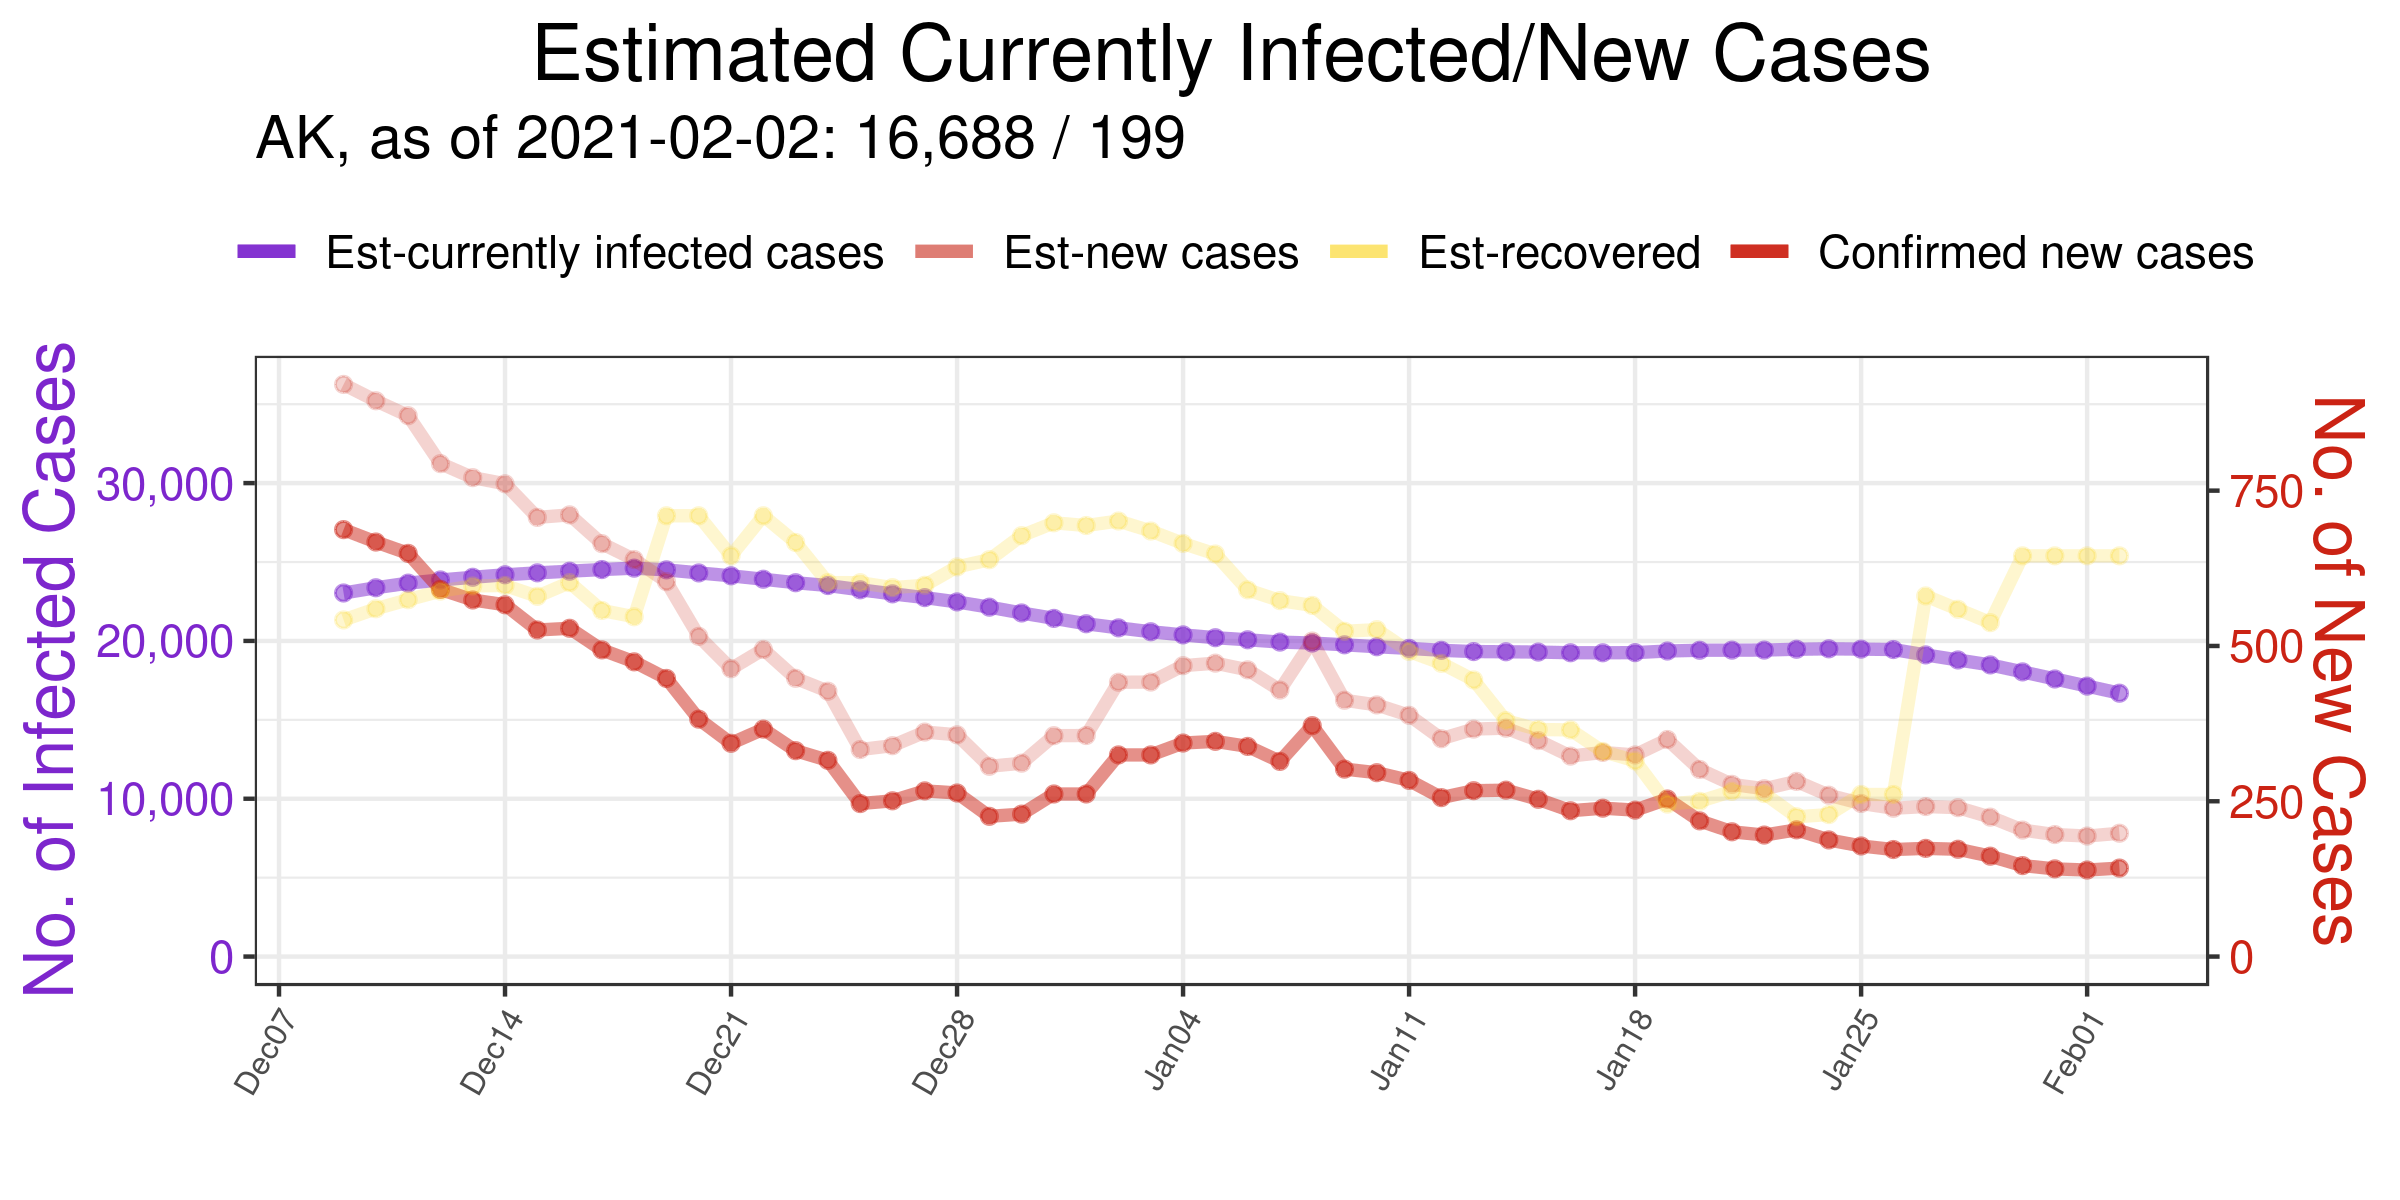 Estimated Currently Infected/New Cases
AK, as of 2021-02-02: 16,688 / 199
Est-currently infected cases Est-new cases Est-recovered Confirmed new cases
No. of Infected Cases
30,000
20,000
10,000
0
750
500
250
0
No. of New Cases
Dec07 Dec14 Dec21 Dec28 Jan04 Jan11 Jan18 Jan25 Feb01